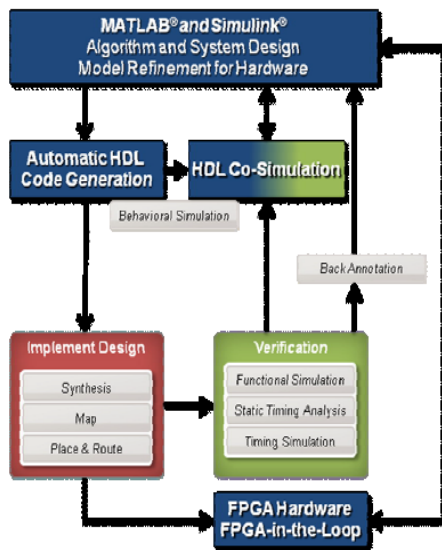 MATLAB® and Simulink®
Algorithm and System Design
Model Refinement for Hardware
Automatic HDL
Code Generation
HDL Co-Simulation
Behavioral Simulation
Back Annotation
Implement Design
Synthesis
Map
Place & Route
Verification
Functional Simulation
Static Timing Analysis
Timing Simulation
FPGA Hardware
FPGA-in-the-Loop